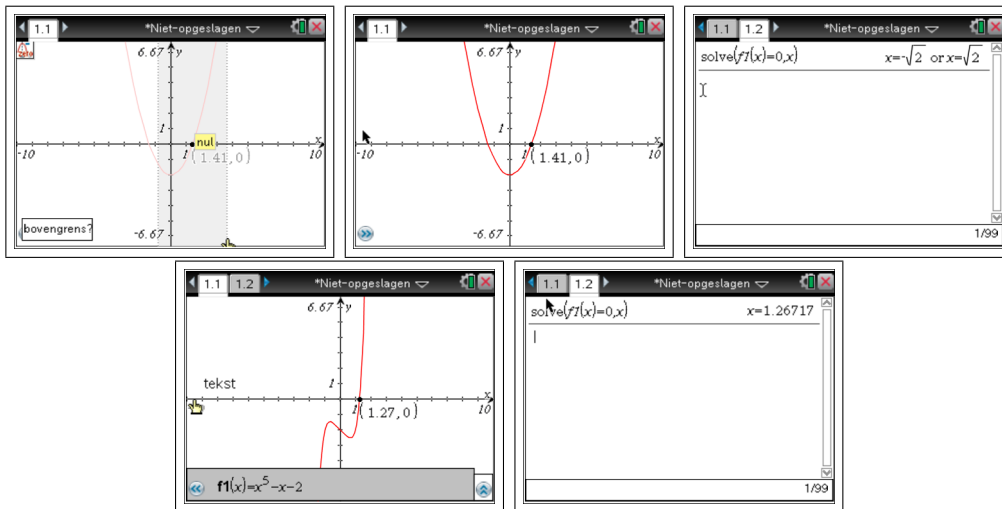 1.1
*Niet-opgeslagen
6.67 y
nul
1
x
-10
1
(1.41,0)
10
bovengrens?
-6.67
1.1
*Niet-opgeslagen
6.67 y
1
x
-10
1
(1.41,0)
10
-6.67
1.1 1.2
*Niet-opgeslagen
solve(f1(x)=0,x) x=-√2 or x=√2
1/99
1.1 1.2
*Niet-opgeslagen
6.67 y
tekst
1
x
1
(1.27,0)
10
f1(x)=x⁵-x-2
1.1 1.2
*Niet-opgeslagen
solve(f1(x)=0,x) x=1.26717
1/99